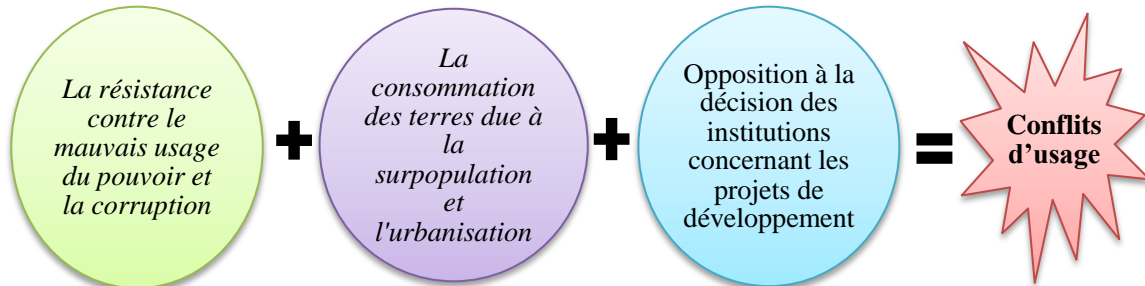 La résistance
contre le
mauvais usage
du pouvoir et
la corruption
+
La
consommation
des terres due à
la
surpopulation
et
l'urbanisation
+
Opposition à la
décision des
institutions
concernant les
projets de
développement
=
Conflits
d’usage